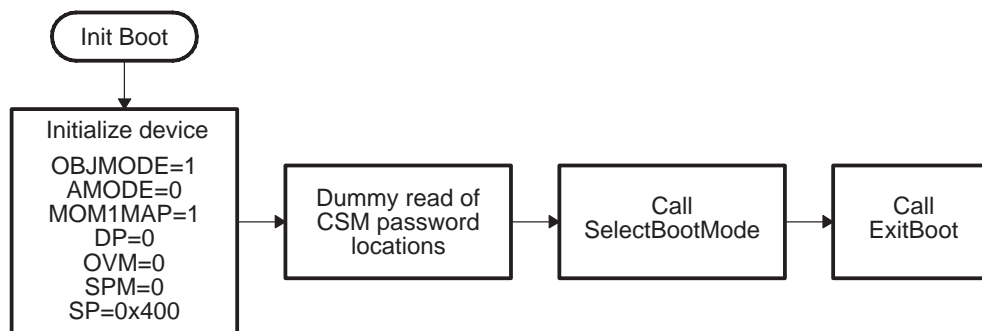 Init Boot
Initialize device
OBJMODE=1
AMODE=0
MOM1MAP=1
DP=0
OVM=0
SPM=0
SP=0x400
Dummy read of
CSM password
locations
Call
SelectBootMode
Call
ExitBoot